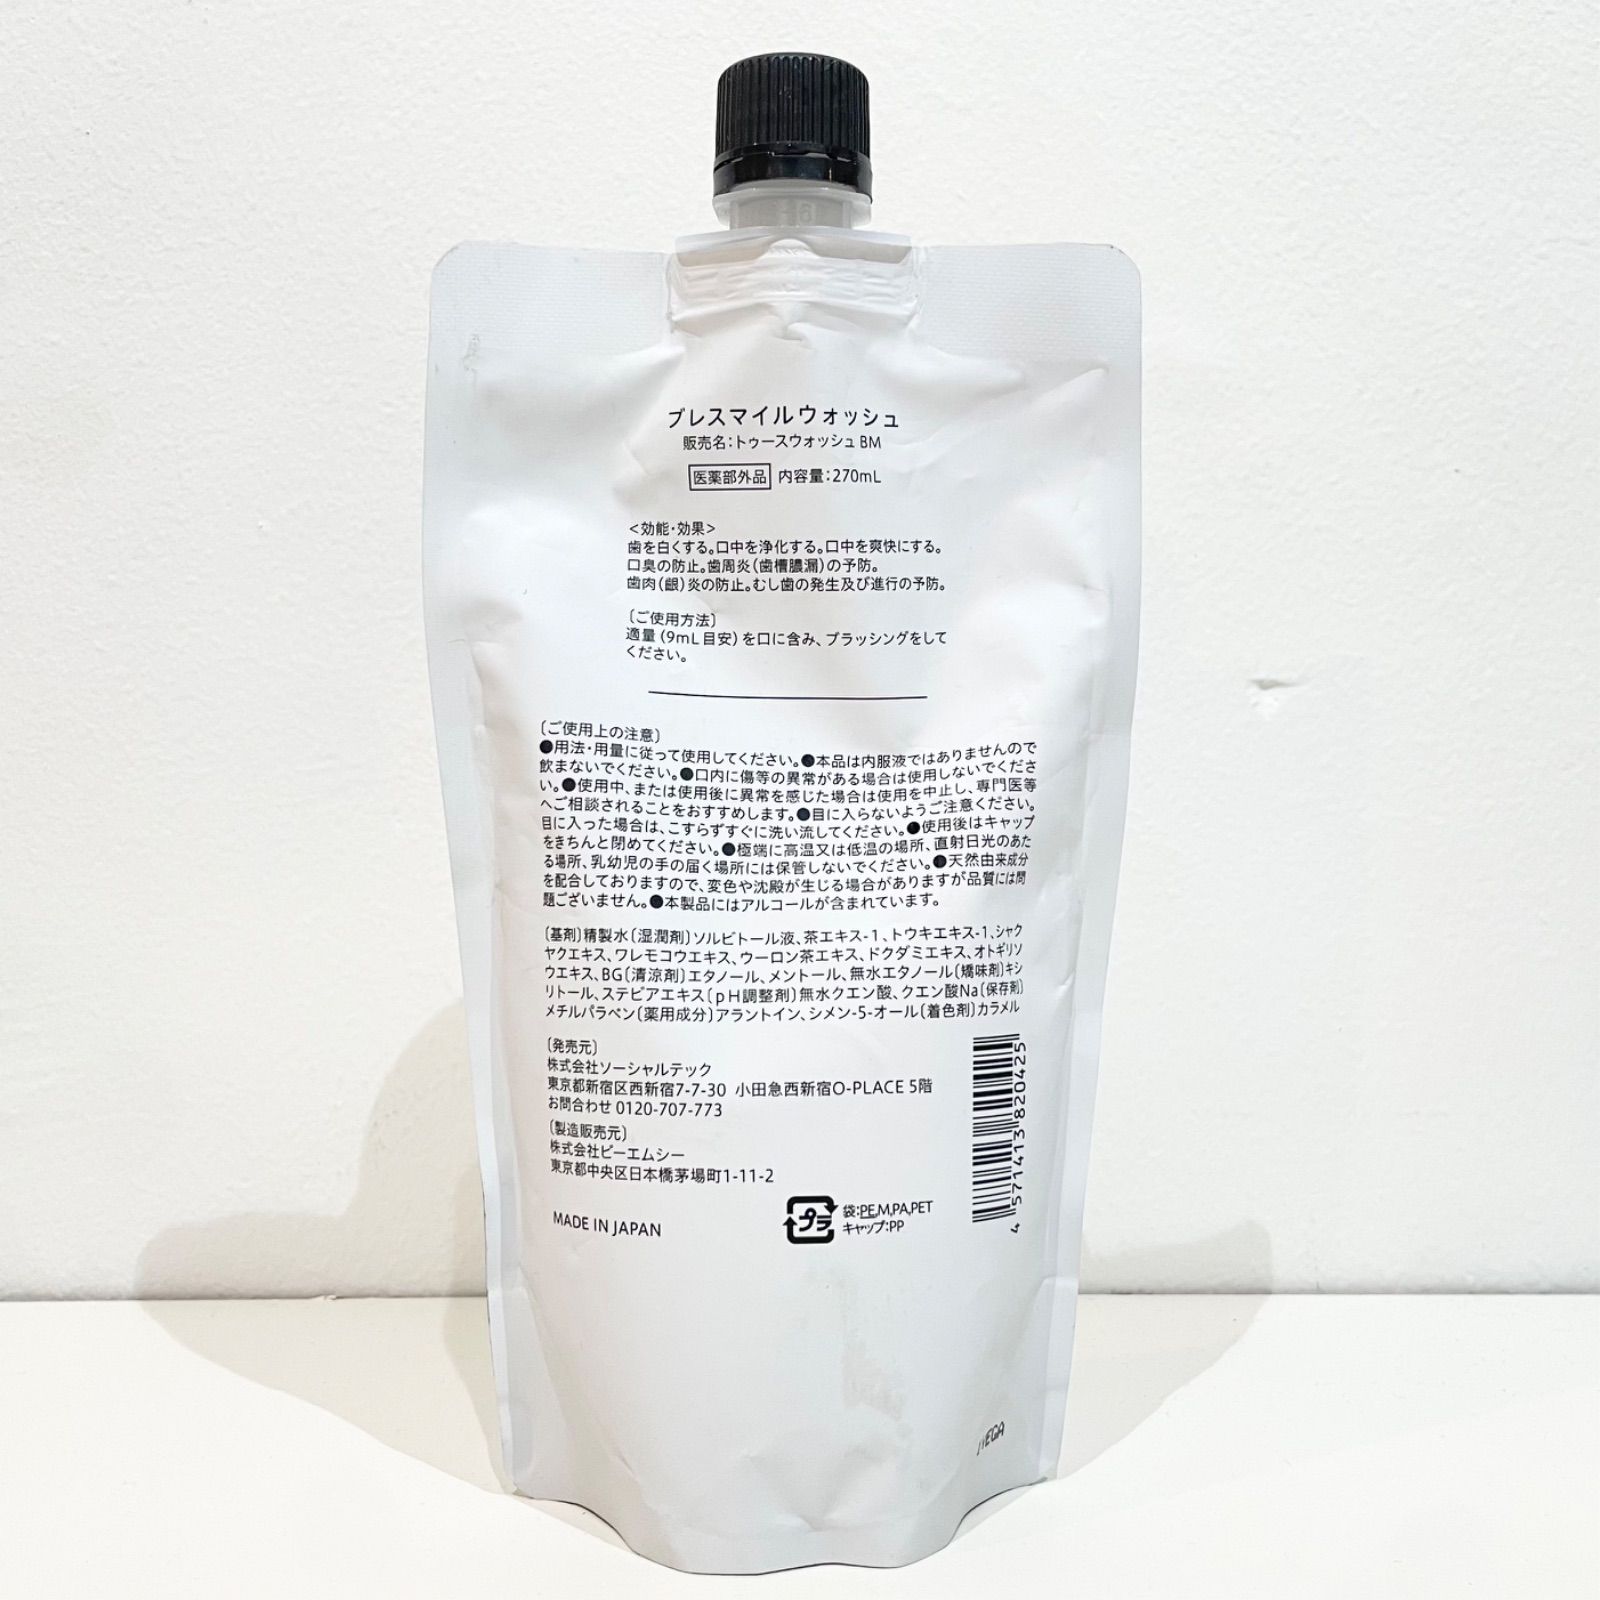 ブレスマイルウォッシュ
販売名：トゥースウォッシュ BM
医薬部外品 内容量：270mL
＜効能・効果＞
歯を白くする。口中を浄化する。口中を爽快にする。
口臭の防止。歯周炎（歯槽膿漏）の予防。
歯肉（齦）炎の防止。むし歯の発生及び進行の予防。
〔ご使用方法〕
適量（9mL 目安）を口に含み、ブラッシングをして
ください。
〔ご使用上の注意〕
●用法・用量に従って使用してください。●本品は内服液ではありませんので
飲まないでください。●口内に傷等の異常がある場合は使用しないでくださ
い。●使用中、または使用後に異常を感じた場合は使用を中止し、専門医等
へご相談されることをおすすめします。●目に入らないようご注意ください。
目に入った場合は、こすらずすぐに洗い流してください。●使用後はキャップ
をきちんと閉めてください。●極端に高温又は低温の場所、直射日光のあた
る場所、乳幼児の手の届く場所には保管しないでください。●天然由来成分
を配合しておりますので、変色や沈殿が生じる場合がありますが品質には問
題ございません。●本製品にはアルコールが含まれています。
〔基剤〕精製水〔湿潤剤〕ソルビトール液、茶エキス-1、トウキエキス-1、シャク
ヤクエキス、ワレモコウエキス、ウーロン茶エキス、ドクダミエキス、オトギリソ
ウエキス、BG〔清涼剤〕エタノール、メントール、無水エタノール〔矯味剤〕キシ
リトール、ステビアエキス〔pH調整剤〕無水クエン酸、クエン酸Na〔保存剤〕
メチルパラベン〔薬用成分〕アラントイン、シメン-5-オール〔着色剤〕カラメル
〔発売元〕
株式会社ソーシャルテック
東京都新宿区西新宿7-7-30 小田急西新宿O-PLACE 5階
お問合わせ 0120-707-773
〔製造販売元〕
株式会社ピーエムシー
東京都中央区日本橋茅場町1-11-2
MADE IN JAPAN
プラ
袋：PE,M,PA,PET
キャップ：PP
4 571413 820425